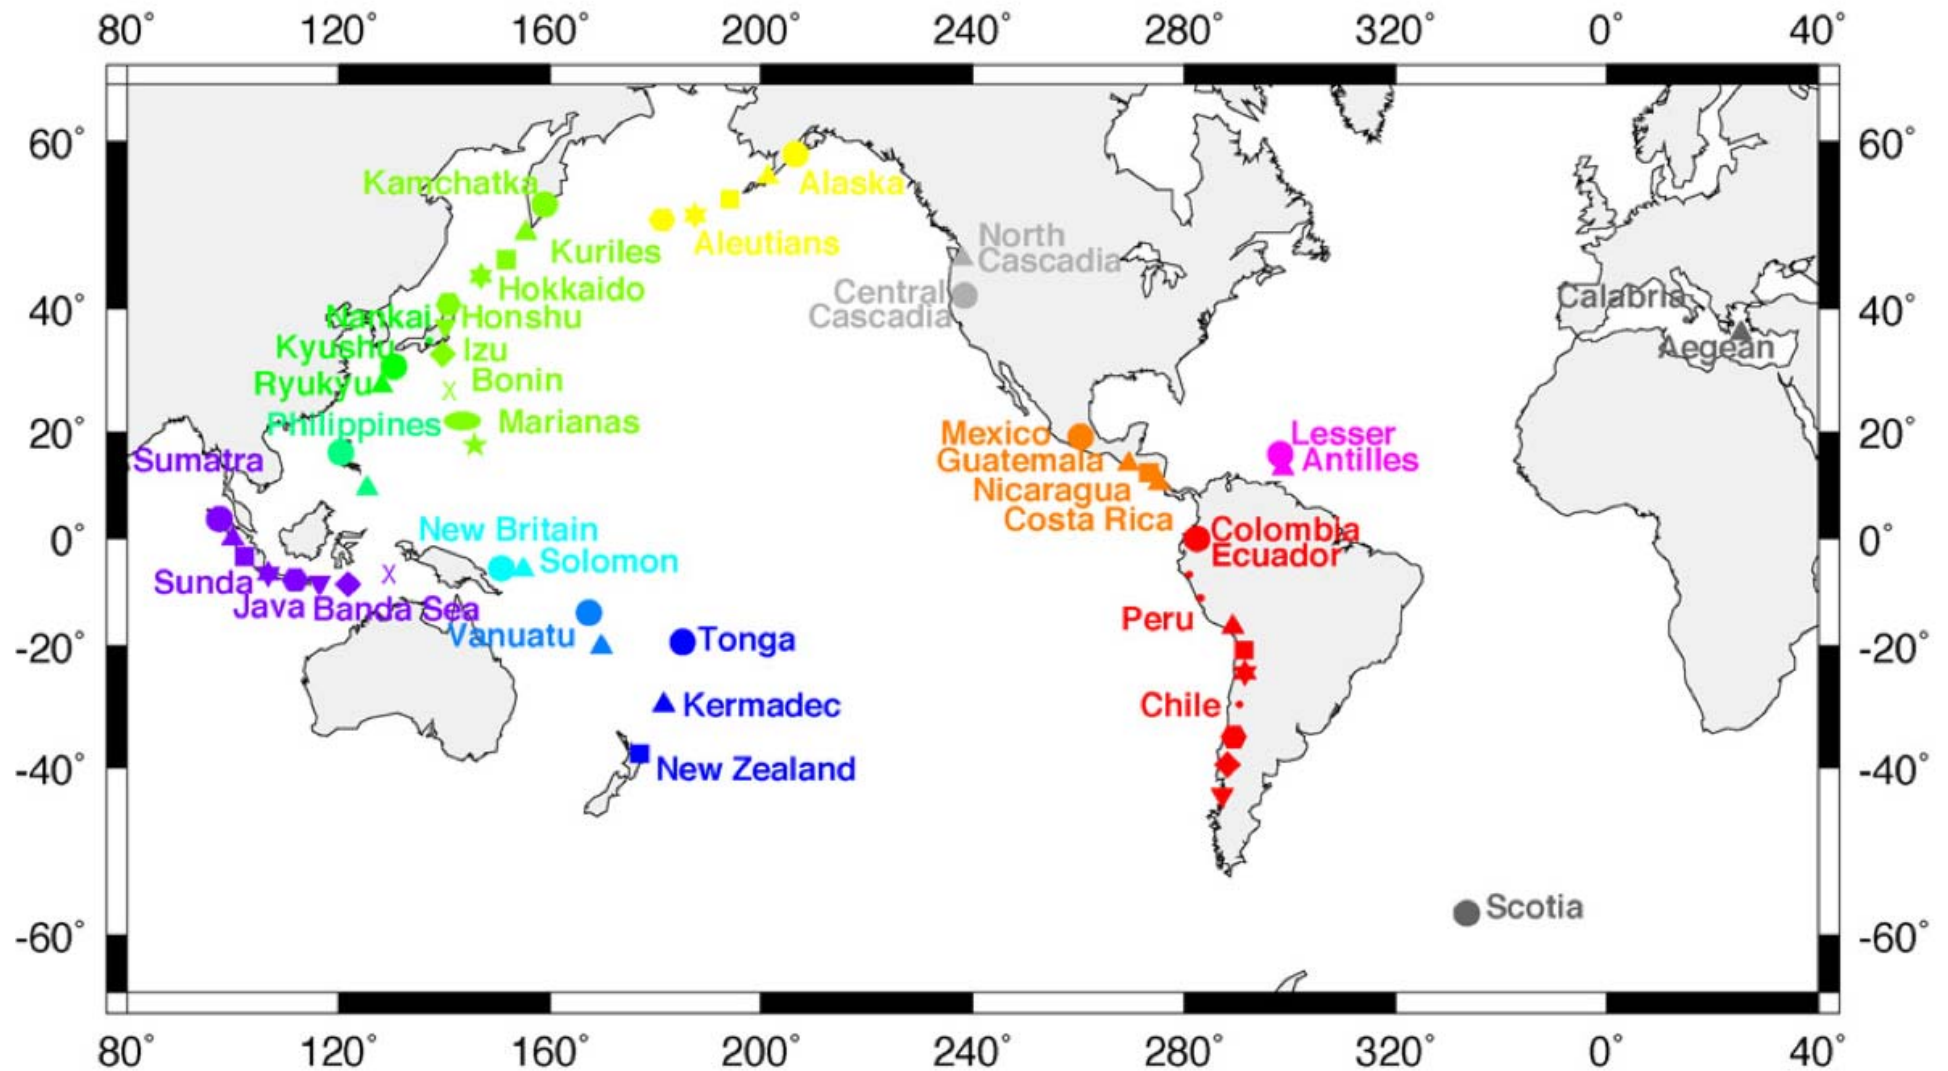 80° 120° 160° 200° 240° 280° 320° 0° 40°
60° 60°
Kamchatka
Alaska
Kuriles
Aleutians
North
Cascadia
Hokkaido
Central
Cascadia
Calabria
40° 40°
Nankai Honshu
Kyushu Izu
Aegean
Ryukyu Bonin
Philippines Marianas
20° 20°
Mexico
Lesser
Antilles
Sumatra
Guatemala
Nicaragua
Costa Rica
New Britain
Colombia
0° 0°
Ecuador
Solomon
Sunda
Java Banda Sea
Peru
Vanuatu
Tonga
-20° -20°
Kermadec
Chile
New Zealand
-40° -40°
Scotia
-60° -60°
80° 120° 160° 200° 240° 280° 320° 0° 40°